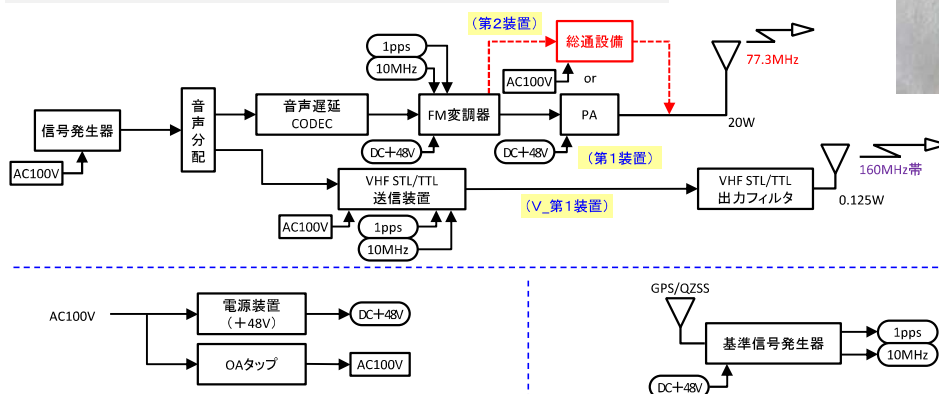 (第2装置)
総通設備
1pps
10MHz
AC100V
or
77.3MHz
信号発生器
AC100V
音声分配
音声遅延
CODEC
FM変調器
PA
20W
DC+48V
DC+48V
(第1装置)
VHF STL/TTL
送信装置
(V_第1装置)
VHF STL/TTL
出力フィルタ
160MHz帯
0.125W
AC100V
1pps
10MHz
AC100V
電源装置
(+48V)
DC+48V
OAタップ
AC100V
GPS/QZSS
基準信号発生器
1pps
10MHz
DC+48V